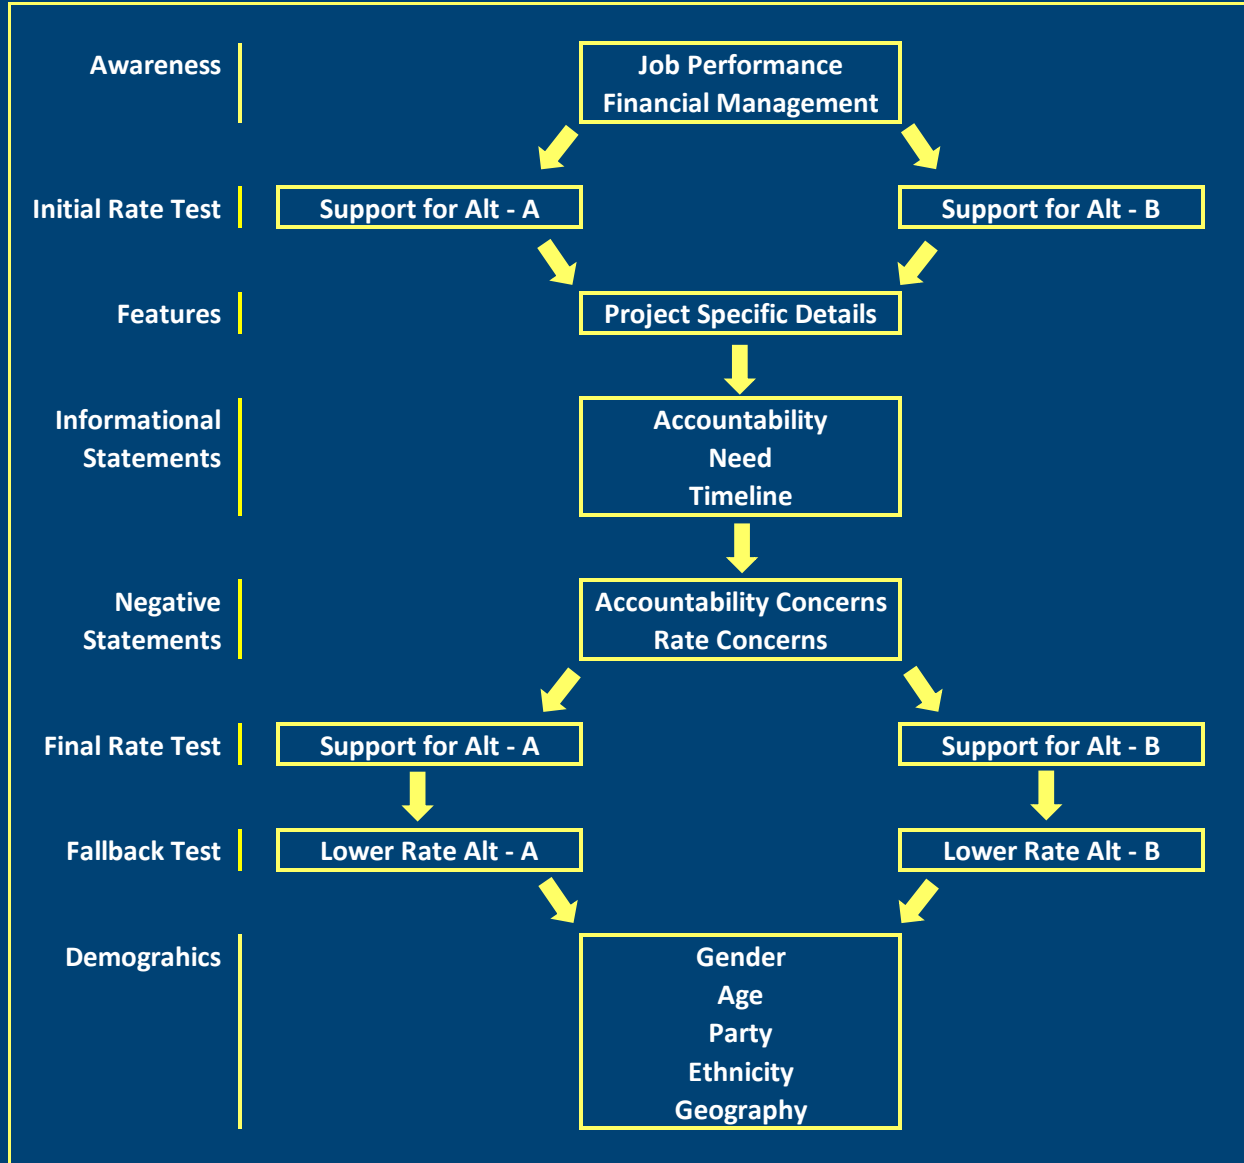 Awareness
Job Performance
Financial Management
Initial Rate Test
Support for Alt - A
Support for Alt - B
Features
Project Specific Details
Informational
Statements
Accountability
Need
Timeline
Negative
Statements
Accountability Concerns
Rate Concerns
Final Rate Test
Support for Alt - A
Support for Alt - B
Fallback Test
Lower Rate Alt - A
Lower Rate Alt - B
Demograhics
Gender
Age
Party
Ethnicity
Geography